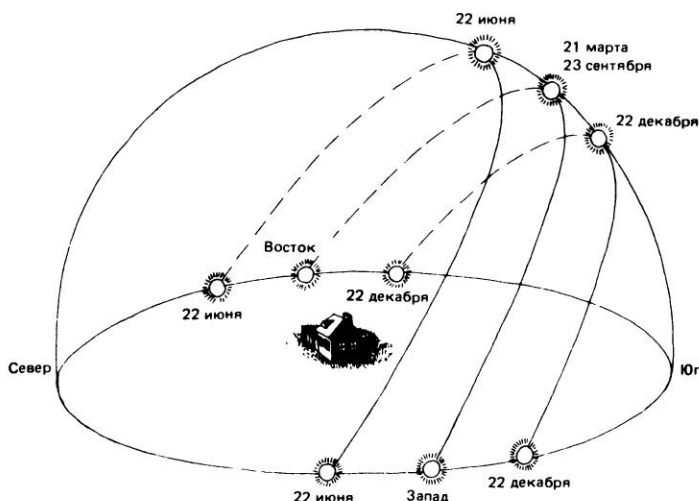 22 июня
21 марта
23 сентября
22 декабря
Восток
22 июня
22 декабря
Север
Юг
22 июня
Запад
22 декабря